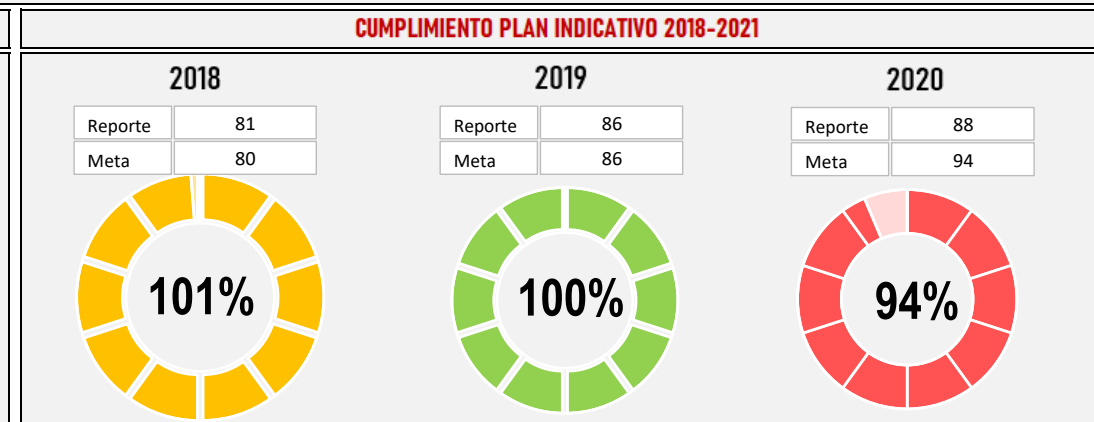 CUMPLIMIENTO PLAN INDICATIVO 2018-2021
2018
2019
2020
Reporte 81
Meta 80
Reporte 86
Meta 86
Reporte 88
Meta 94
101%
100%
94%